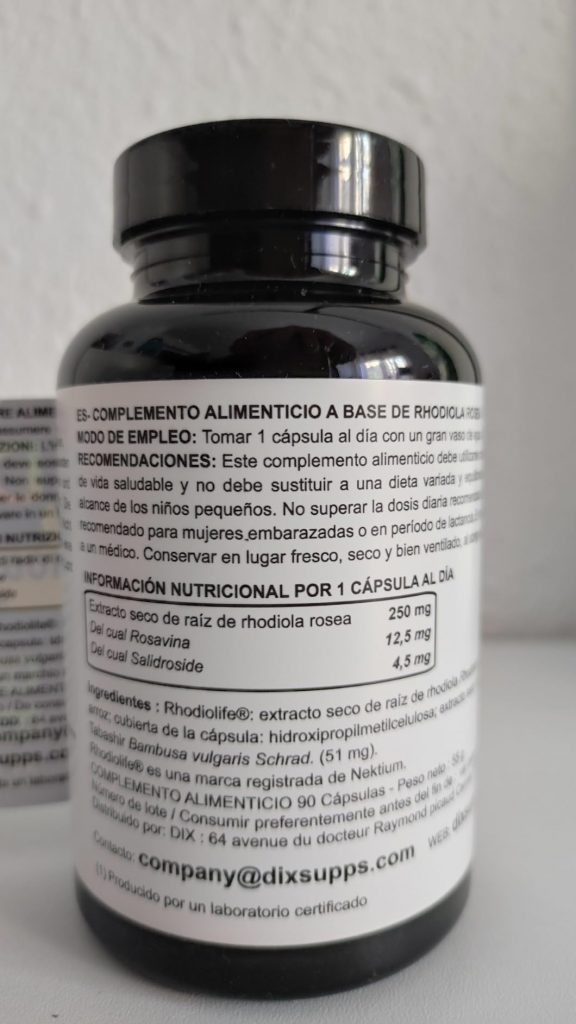 ES- COMPLEMENTO ALIMENTICIO A BASE DE RHODIOLA ROSEA
MODO DE EMPLEO: Tomar 1 cápsula al día con un gran vaso de agua
RECOMENDACIONES: Este complemento alimenticio debe utilizarse
de vida saludable y no debe sustituir a una dieta variada y
alcance de los niños pequeños. No superar la dosis diaria recomendada
recomendado para mujeres embarazadas o en período de lactancia.
a un médico. Conservar en lugar fresco, seco y bien ventilado,
INFORMACIÓN NUTRICIONAL POR 1 CÁPSULA AL DÍA
Extracto seco de raíz de rhodiola rosea 250 mg
Del cual Rosavina 12,5 mg
Del cual Salidroside 4,5 mg
Ingredientes : Rhodiolife®: extracto seco de raíz de rhodiola
arroz; cubierta de la cápsula: hidroxipropilmetilcelulosa; extracto
Tabashir Bambusa vulgaris Schrad. (51 mg).
Rhodiolife® es una marca registrada de Nektium.
COMPLEMENTO ALIMENTICIO 90 Cápsulas - Peso neto
Número de lote / Consumir preferentemente antes del fin de
Distribuido por: DIX : 64 avenue du docteur Raymond picaud
Contacto: company@dixsupps.com WEB:
(1) Producido por un laboratorio certificado